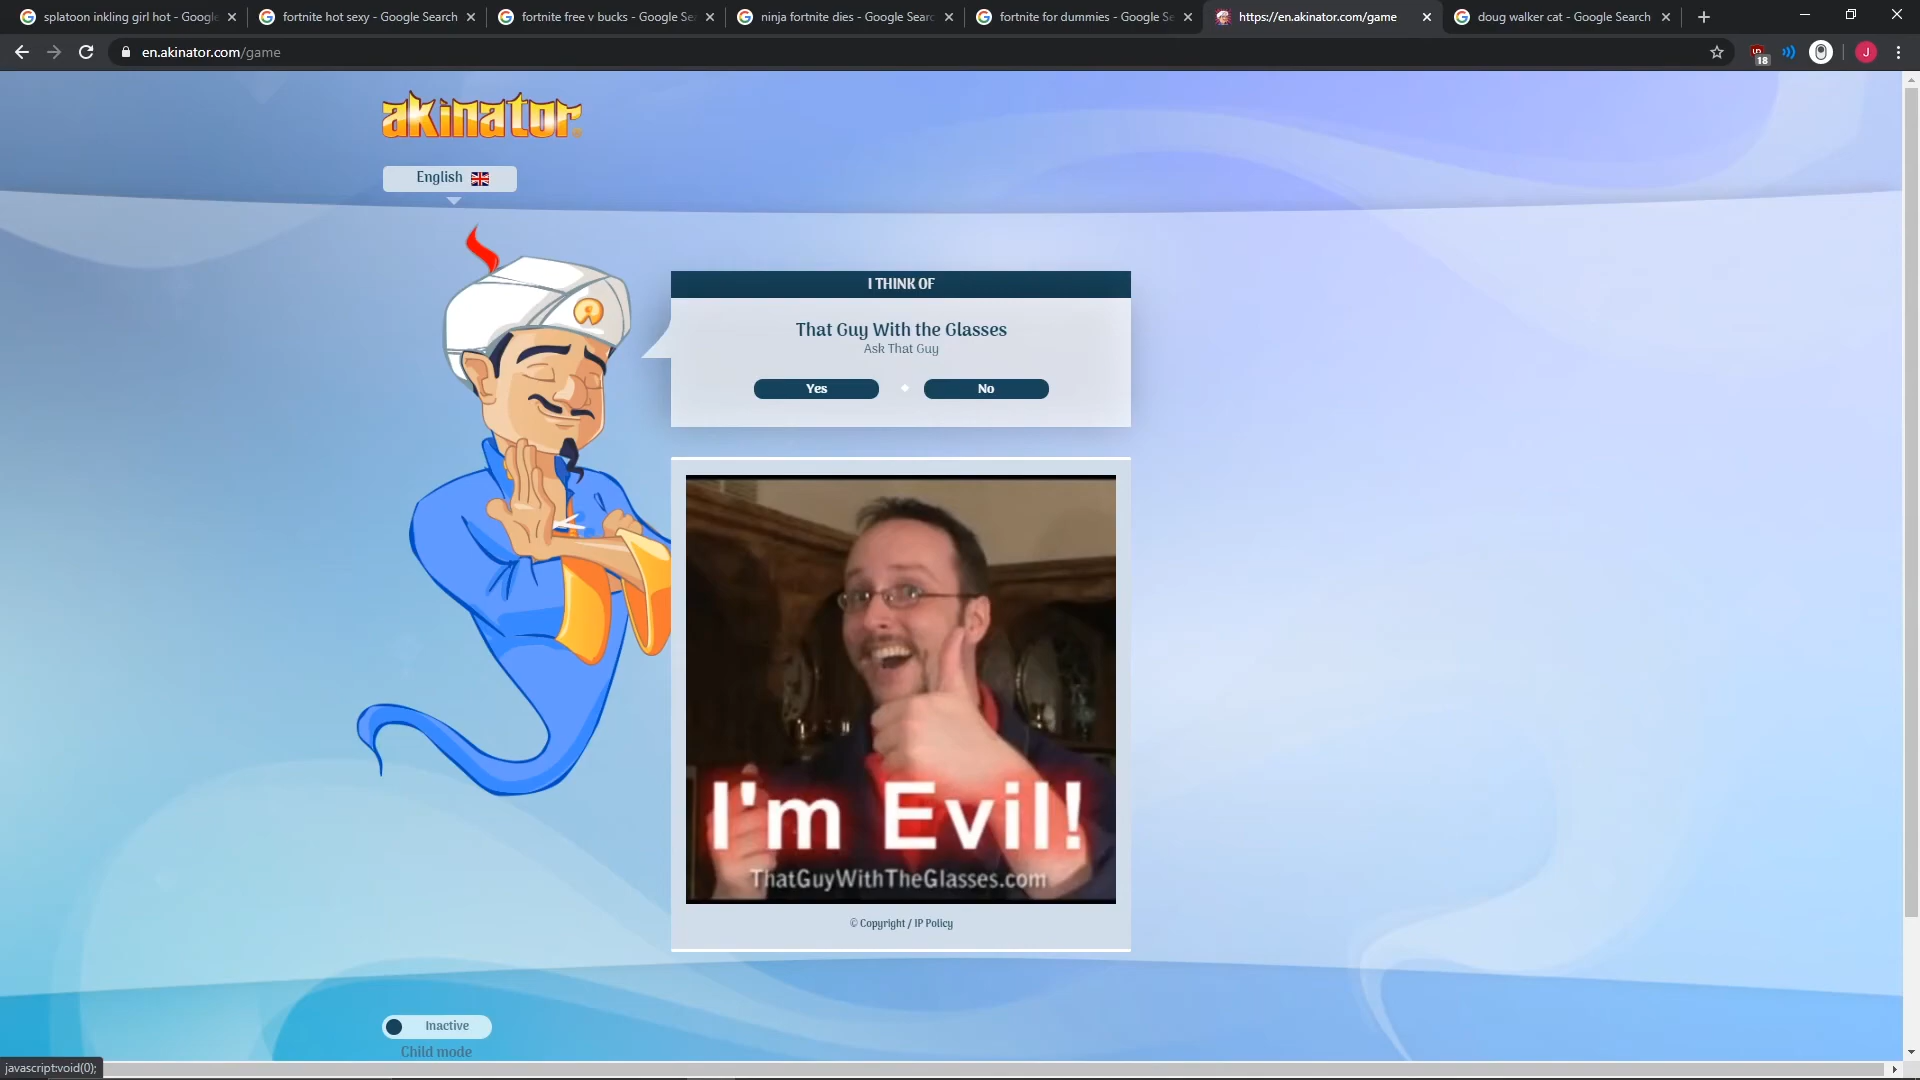 splatoon inkling girl hot - Google
fortnite hot sexy - Google Search
fortnite free v bucks - Google Se
ninja fortnite dies - Google Searc
fortnite for dummies - Google Se
https://en.akinator.com/game
doug walker cat - Google Search
en.akinator.com/game
18
J
akinator
English
I THINK OF
That Guy With the Glasses
Ask That Guy
Yes
No
I'm Evil!
ThatGuyWithTheGlasses.com
© Copyright / IP Policy
Inactive
Child mode
javascript:void(0);